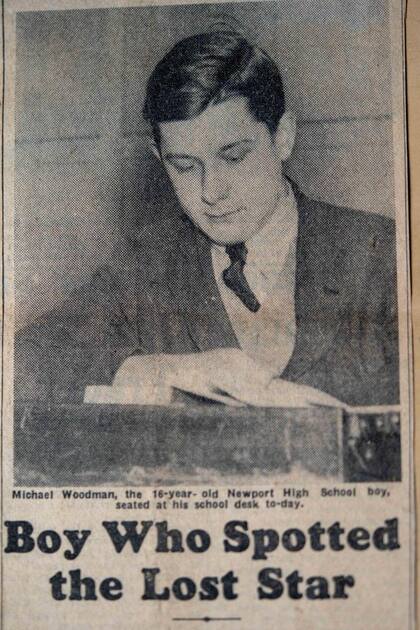 Michael Woodman, the 16-year- old Newport High School boy,
seated at his school desk to-day.
Boy Who Spotted
the Lost Star